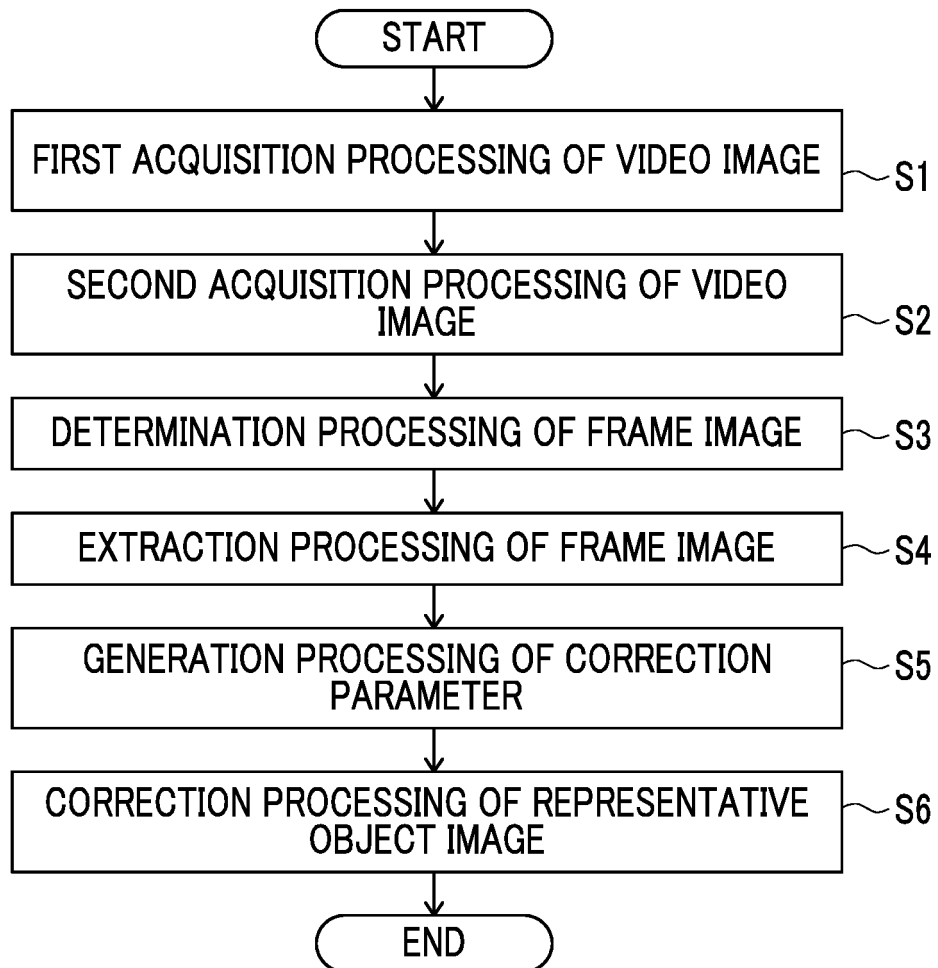 START
FIRST ACQUISITION PROCESSING OF VIDEO IMAGE
S1
SECOND ACQUISITION PROCESSING OF VIDEO
IMAGE
S2
DETERMINATION PROCESSING OF FRAME IMAGE
S3
EXTRACTION PROCESSING OF FRAME IMAGE
S4
GENERATION PROCESSING OF CORRECTION
PARAMETER
S5
CORRECTION PROCESSING OF REPRESENTATIVE
OBJECT IMAGE
S6
END